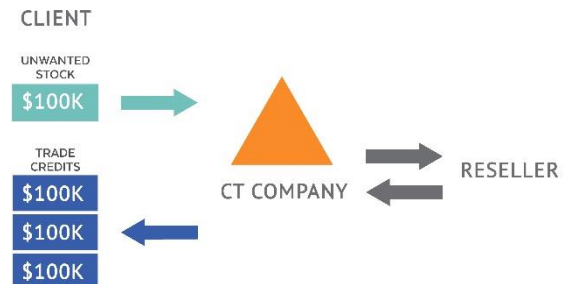 CLIENT
UNWANTED
STOCK
$100K
TRADE
CREDITS
$100K
$100K
$100K
CT COMPANY
RESELLER